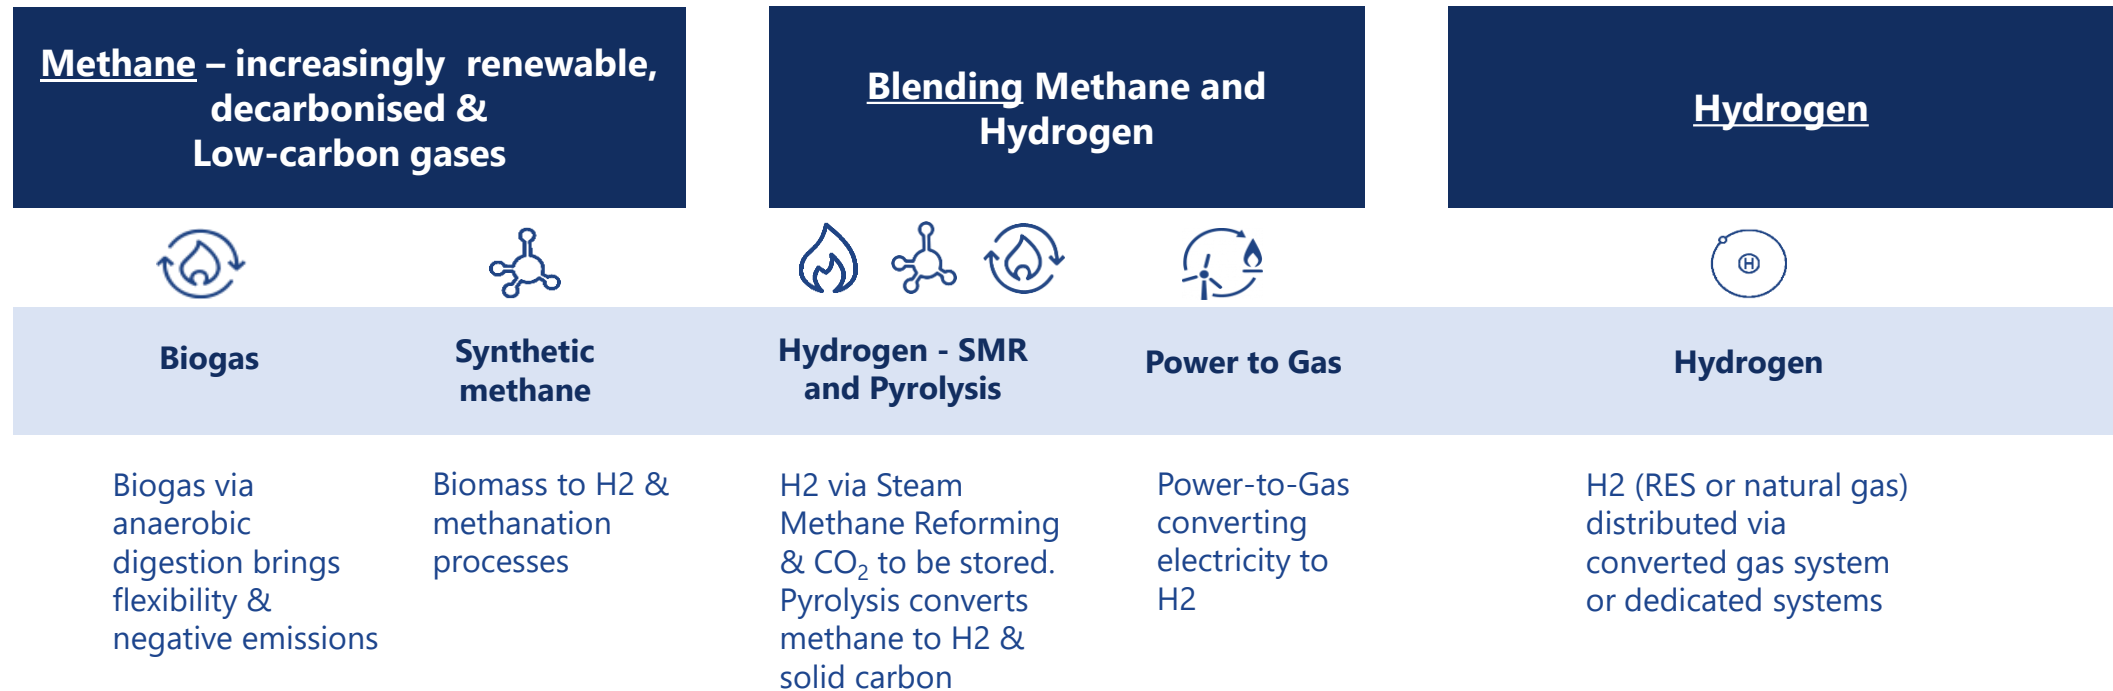 Methane – increasingly renewable,
decarbonised &
Low-carbon gases
Blending Methane and
Hydrogen
Hydrogen
H
Biogas
Synthetic
methane
Hydrogen - SMR
and Pyrolysis
Power to Gas
Hydrogen
Biogas via
anaerobic
digestion brings
flexibility &
negative emissions
Biomass to H2 &
methanation
processes
H2 via Steam
Methane Reforming
& CO₂ to be stored.
Pyrolysis converts
methane to H2 &
solid carbon
Power-to-Gas
converting
electricity to
H2
H2 (RES or natural gas)
distributed via
converted gas system
or dedicated systems